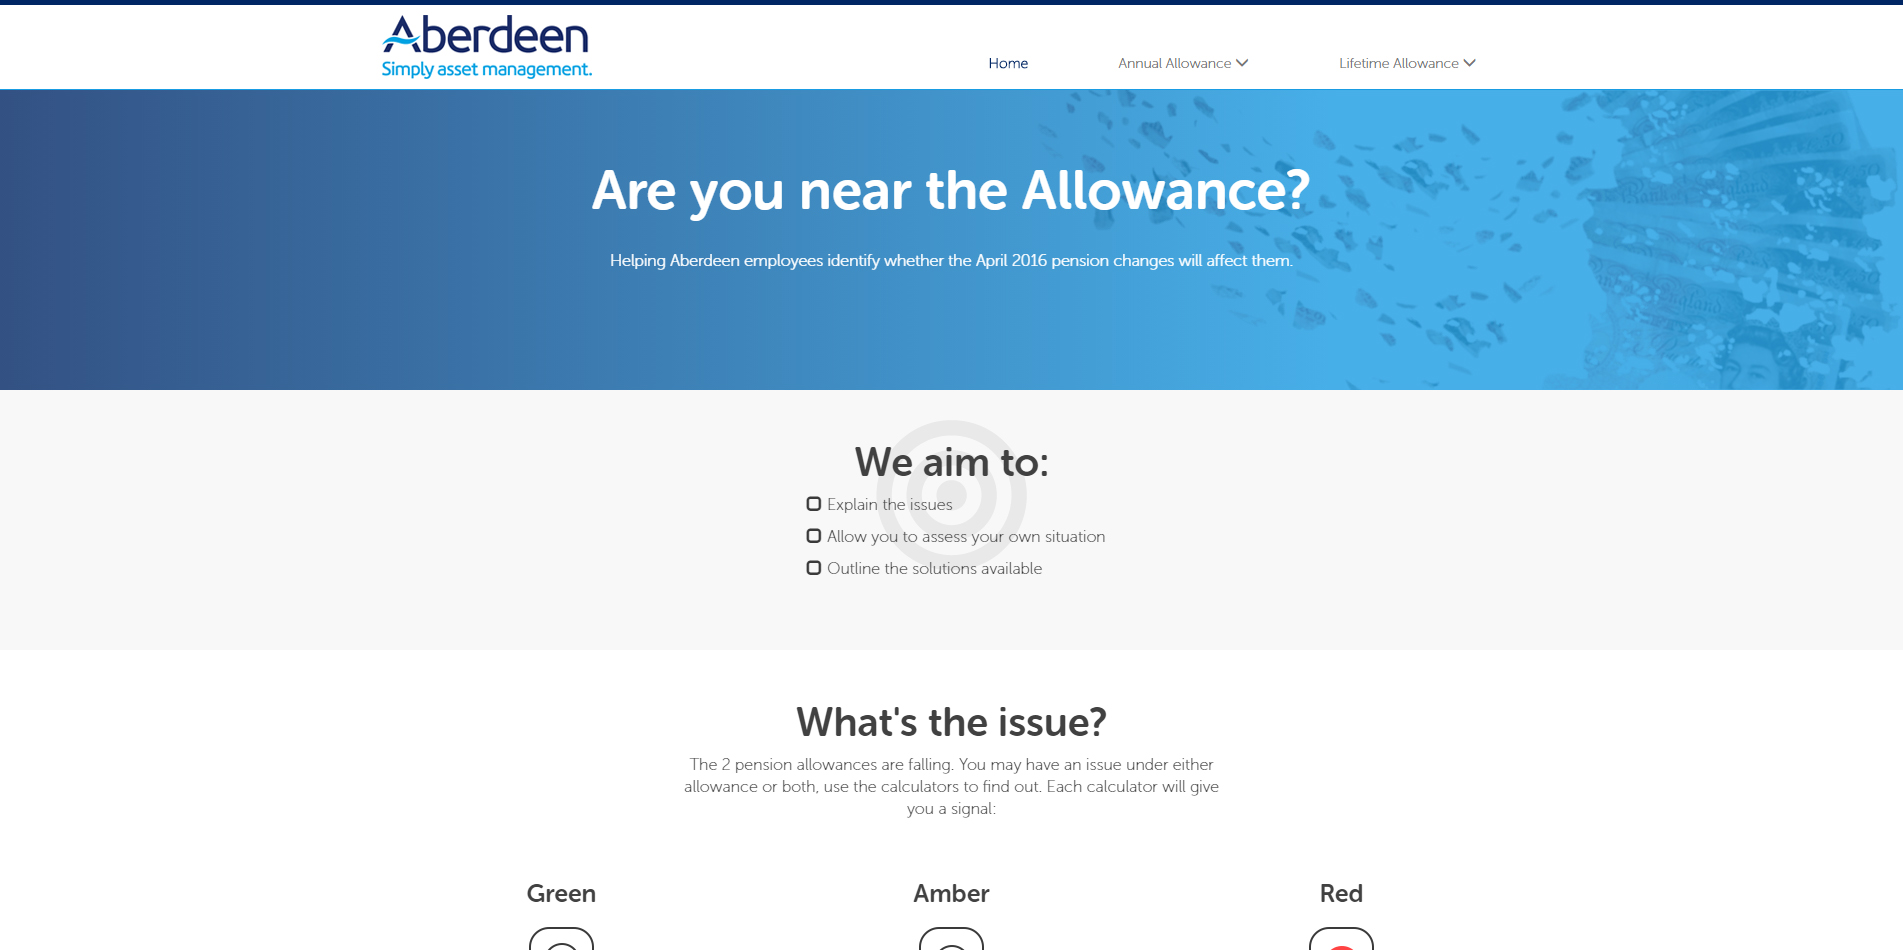 Aberdeen
Simply asset management.
Home
Annual Allowance
Lifetime Allowance
Are you near the Allowance?
Helping Aberdeen employees identify whether the April 2016 pension changes will affect them.
We aim to:
Explain the issues
Allow you to assess your own situation
Outline the solutions available
What's the issue?
The 2 pension allowances are falling. You may have an issue under either
allowance or both, use the calculators to find out. Each calculator will give
you a signal:
Green
Amber
Red